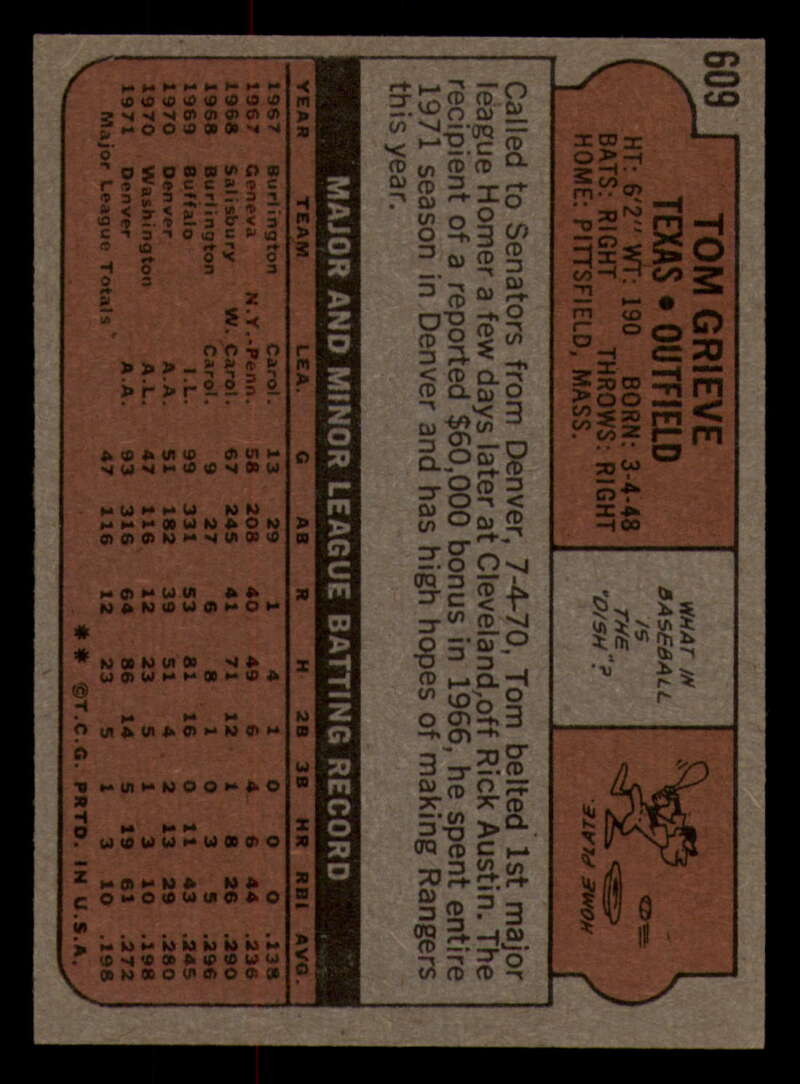 609
TOM GRIEVE
TEXAS • OUTFIELD
HT: 6'2" WT: 190 BORN: 3-4-48
BATS: RIGHT THROWS: RIGHT
HOME: PITTSFIELD, MASS.
WHAT IN
BASEBALL
IS
THE
"DISH"?
HOME PLATE.
Called to Senators from Denver, 7-4-70, Tom belted 1st major
league Homer a few days later at Cleveland,off Rick Austin. The
recipient of a reported $60,000 bonus in 1966, he spent entire
1971 season in Denver and has high hopes of making Rangers
this year.
MAJOR AND MINOR LEAGUE BATTING RECORD
YEAR TEAM LEA. G AB R H 2B 3B HR RBI AVG.
1967 Burlington Carol. 13 29 1 4 1 0 0 0 .138
1967 Geneva N.Y.-Penn. 58 208 40 49 6 4 6 44 .236
1968 Salisbury W. Carol. 67 245 41 71 12 1 8 26 .290
1968 Burlington Carol. 9 27 6 8 1 0 3 5 .296
1969 Buffalo I.L. 99 331 53 81 16 0 11 43 .245
1970 Denver A.A. 51 182 39 51 4 2 13 29 .280
1970 Washington A.L. 47 116 12 23 5 1 3 10 .198
1971 Denver A.A. 93 316 64 86 14 5 19 61 .272
Major League Totals 47 116 12 23 5 1 3 10 .198
** ©T.C.G. PRTD. IN U.S.A.